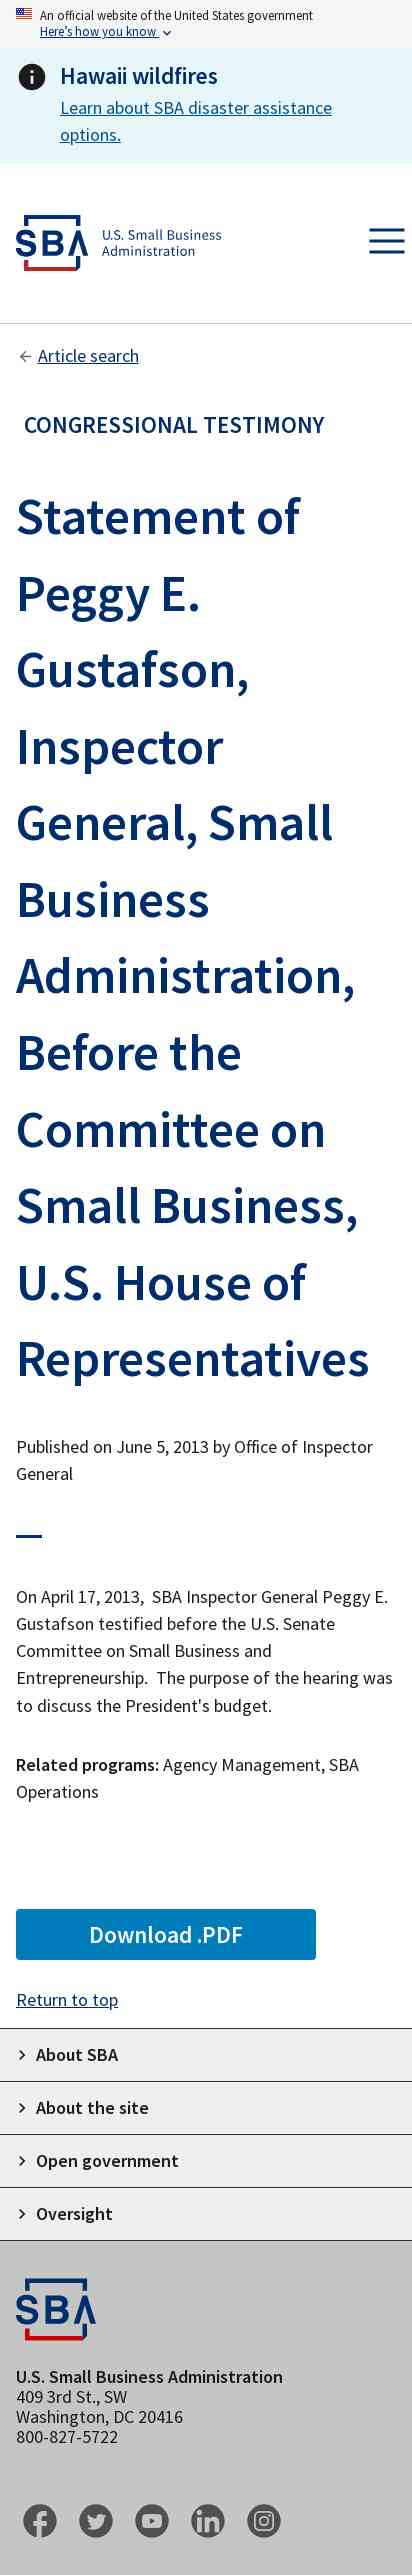 An official website of the United States government
Here's how you know
Hawaii wildfires
Learn about SBA disaster assistance
options.
SBA
U.S. Small Business
Administration
Article search
CONGRESSIONAL TESTIMONY
Statement of
Peggy E.
Gustafson,
Inspector
General, Small
Business
Administration,
Before the
Committee on
Small Business,
U.S. House of
Representatives
Published on June 5, 2013 by Office of Inspector
General
On April 17, 2013,  SBA Inspector General Peggy E.
Gustafson testified before the U.S. Senate
Committee on Small Business and
Entrepreneurship.  The purpose of the hearing was
to discuss the President's budget.
Related programs: Agency Management, SBA
Operations
Download .PDF
Return to top
About SBA
About the site
Open government
Oversight
SBA
U.S. Small Business Administration
409 3rd St., SW
Washington, DC 20416
800-827-5722